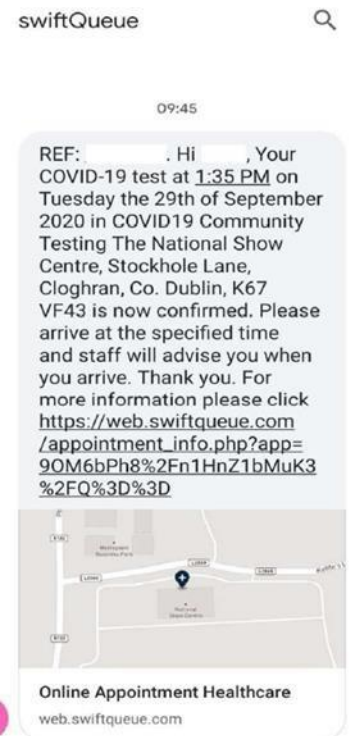 swiftQueue
09:45
REF: . Hi , Your
COVID-19 test at 1:35 PM on
Tuesday the 29th of September
2020 in COVID19 Community
Testing The National Show
Centre, Stockhole Lane,
Cloghran, Co. Dublin, K67
VF43 is now confirmed. Please
arrive at the specified time
and staff will advise you when
you arrive. Thank you. For
more information please click
https://web.swiftqueue.com
/appointment_info.php?app=
9OM6bPh8%2Fn1HnZ1bMuK3
%2FQ%3D%3D
National
Show Centre
Online Appointment Healthcare
web.swiftqueue.com